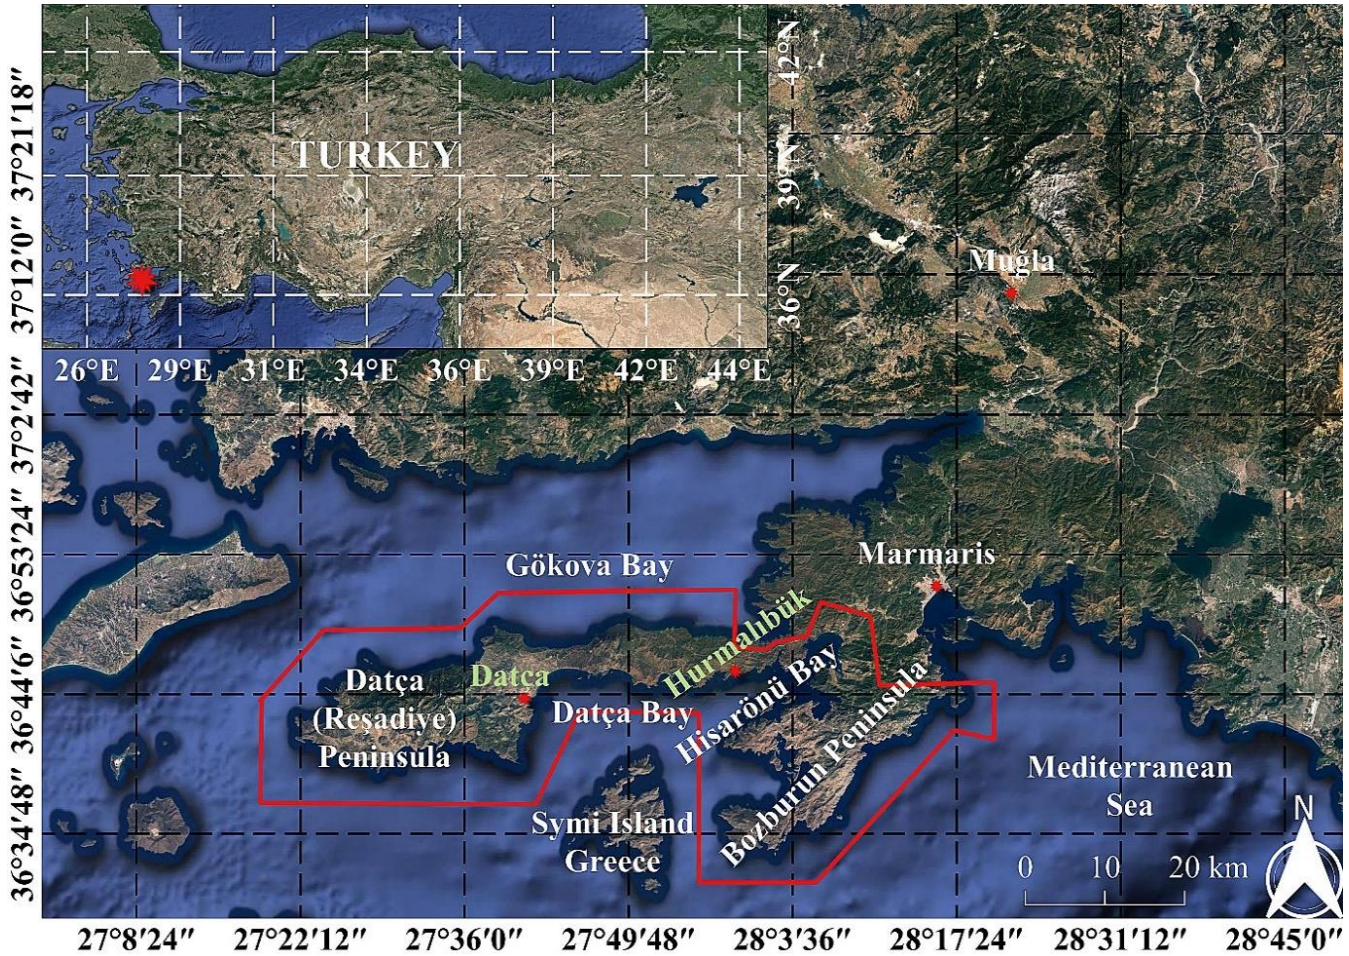 TURKEY
42°N
39°N
36°N
26°E 29°E 31°E 34°E 36°E 39°E 42°E 44°E
37°21'18"
37°12'0"
37°2'42"
36°53'24"
36°44'6"
36°34'48"
Muğla
Marmaris
Gökova Bay
Hurmalıbük
Datça
Datça
(Reşadiye)
Peninsula
Datça Bay
Hisarönü Bay
Bozburun Peninsula
Symi Island
Greece
Mediterranean
Sea
N
0 10 20 km
27°8'24" 27°22'12" 27°36'0" 27°49'48" 28°3'36" 28°17'24" 28°31'12" 28°45'0"